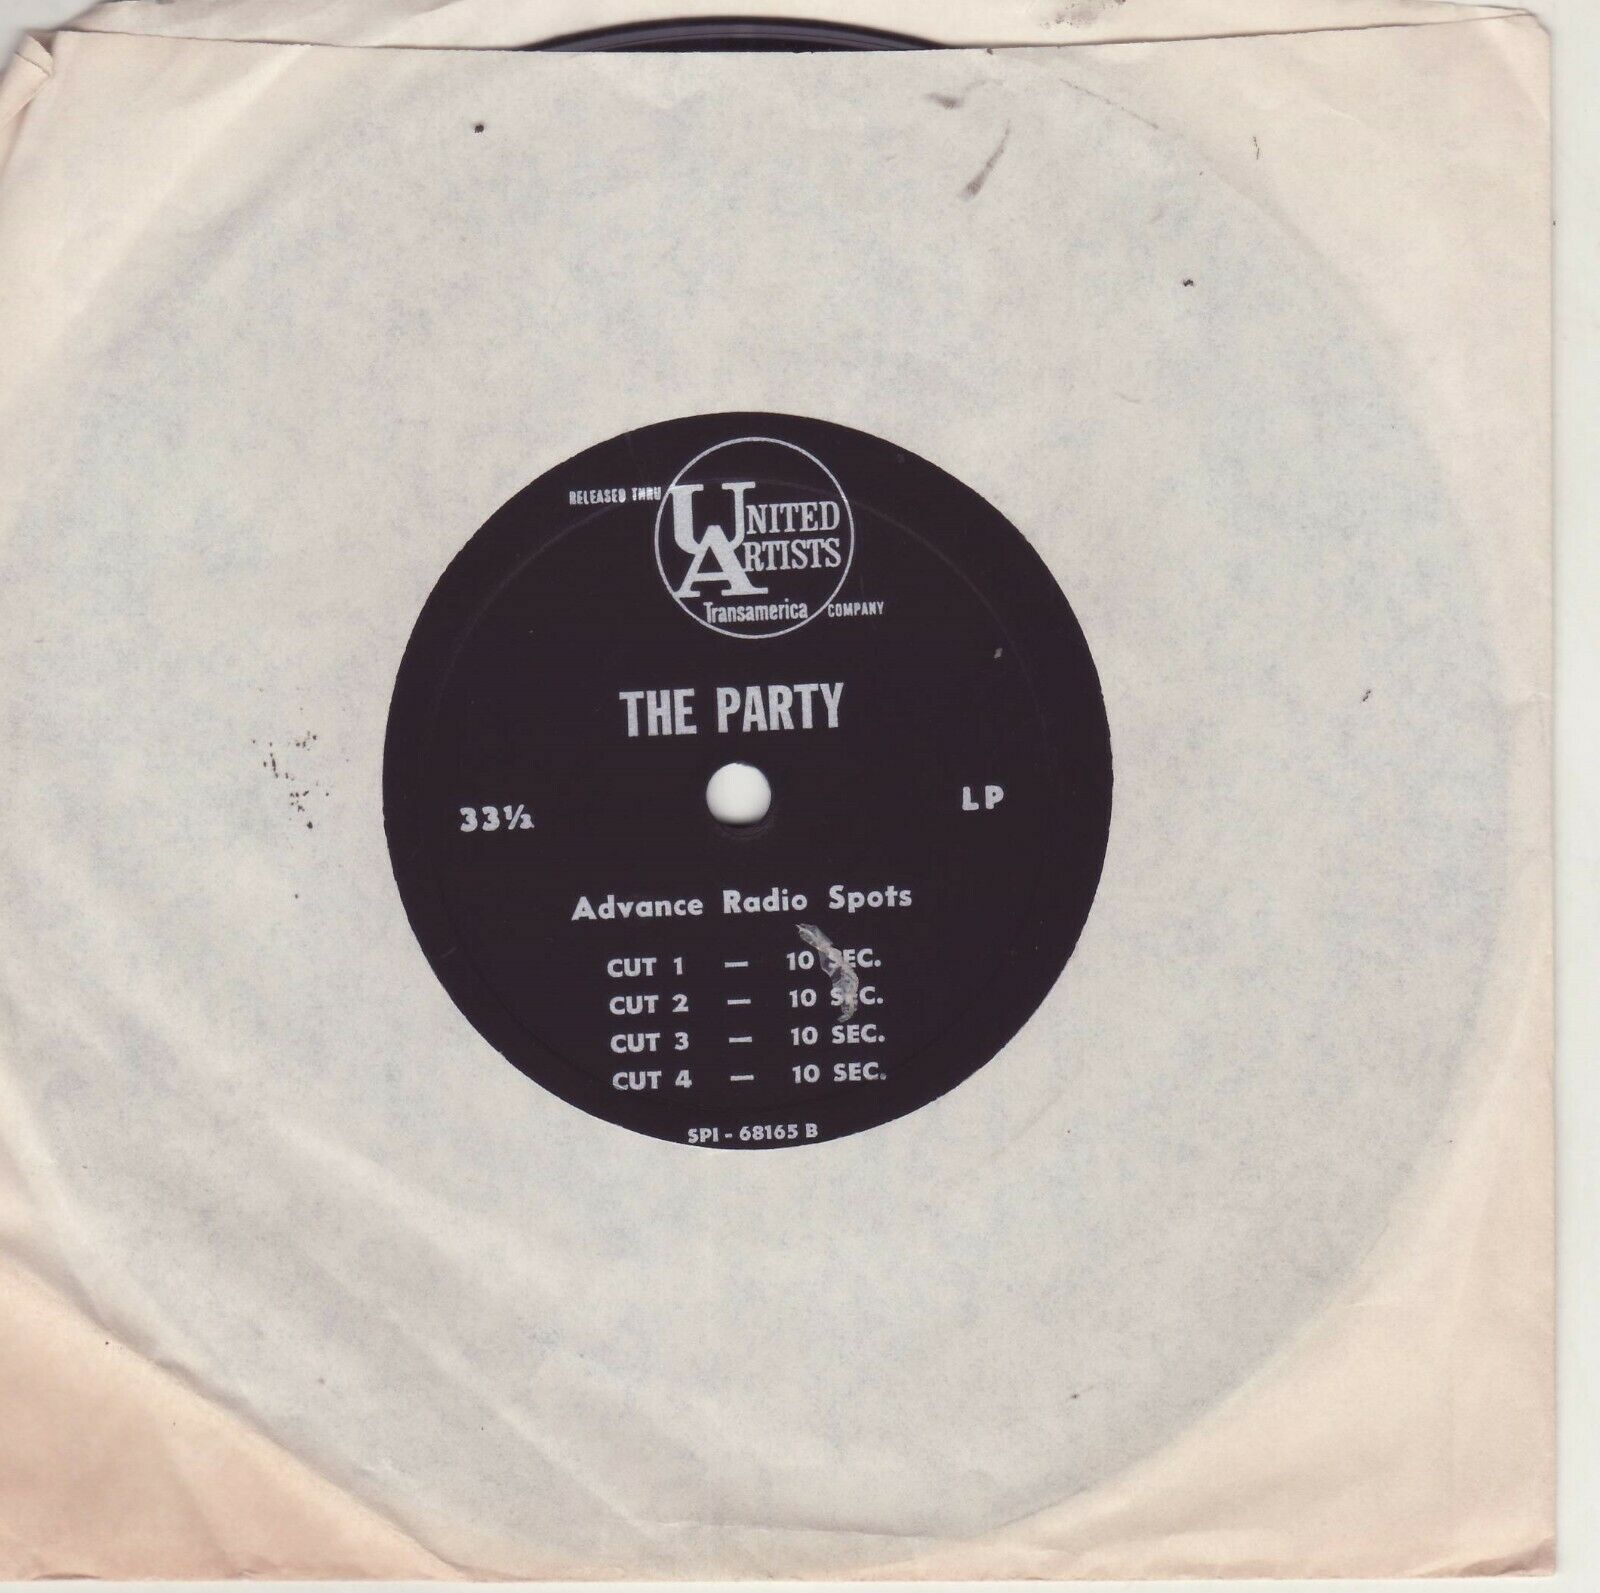 RELEASED THRU
UNITED
ARTISTS
Transamerica COMPANY
THE PARTY
33⅓ LP
Advance Radio Spots
CUT 1 — 10 SEC.
CUT 2 — 10 SEC.
CUT 3 — 10 SEC.
CUT 4 — 10 SEC.
SPI - 68165 B